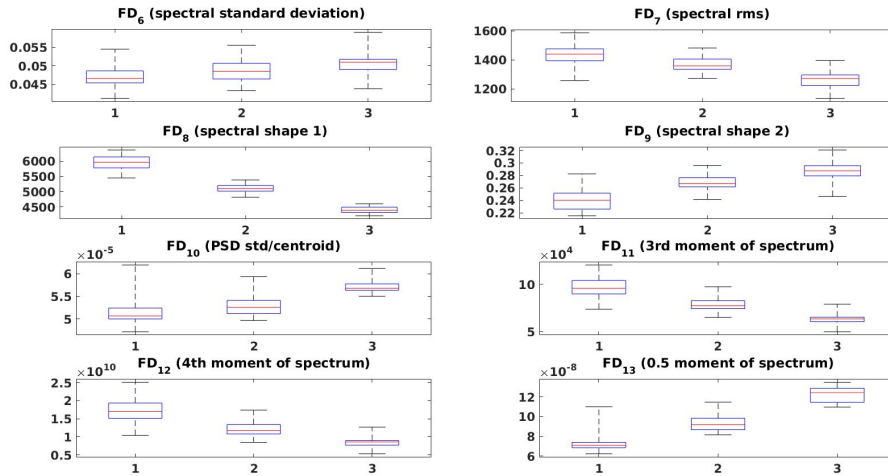 FD6 (spectral standard deviation)
0.055
0.05
0.045
1 2 3
FD7 (spectral rms)
1600
1400
1200
1 2 3
FD8 (spectral shape 1)
6000
5000
4500
1 2 3
FD9 (spectral shape 2)
0.32
0.3
0.28
0.26
0.24
0.22
1 2 3
FD10 (PSD std/centroid)
×10-5
6
5.5
5
1 2 3
FD11 (3rd moment of spectrum)
×104
10
5
1 2 3
FD12 (4th moment of spectrum)
×1010
2.5
2.0
1.5
1.0
0.5
1 2 3
FD13 (0.5 moment of spectrum)
×10-8
12
10
8
6
1 2 3